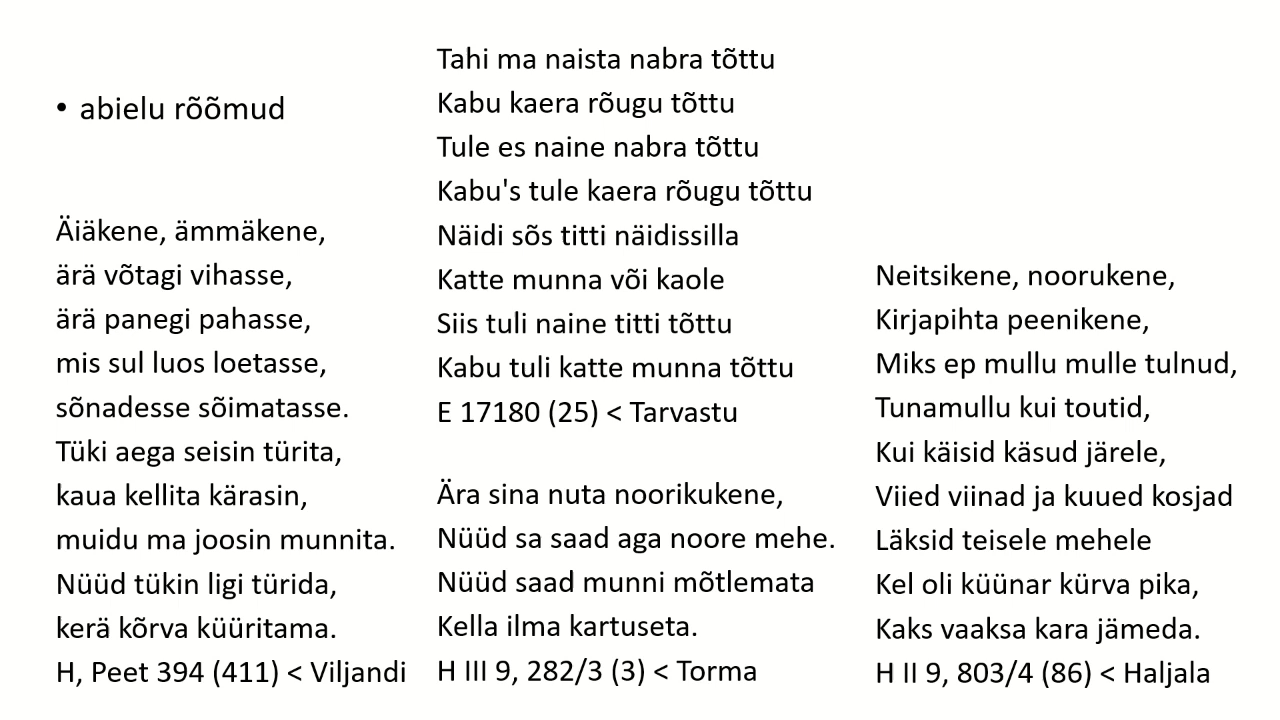 • abielu rõõmud
Äiäkene, ämmäkene,
ärä võtagi vihasse,
ärä panegi pahasse,
mis sul luos loetasse,
sõnadesse sõimatasse.
Tüki aega seisin türita,
kaua kellita kärasin,
muidu ma joosin munnita.
Nüüd tükin ligi türida,
kerä kõrva küüritama.
H, Peet 394 (411) < Viljandi
Tahi ma naista nabra tõttu
Kabu kaera rõugu tõttu
Tule es naine nabra tõttu
Kabu's tule kaera rõugu tõttu
Näidi sõs titti näidissilla
Katte munna või kaole
Siis tuli naine titti tõttu
Kabu tuli katte munna tõttu
E 17180 (25) < Tarvastu
Ära sina nuta noorikukene,
Nüüd sa saad aga noore mehe.
Nüüd saad munni mõtlemata
Kella ilma kartuseta.
H III 9, 282/3 (3) < Torma
Neitsikene, noorukene,
Kirjapihta peenikene,
Miks ep mullu mulle tulnud,
Tunamullu kui toutid,
Kui käisid käsud järele,
Viied viinad ja kuued kosjad
Läksid teisele mehele
Kel oli küünar kürva pika,
Kaks vaaksa kara jämeda.
H II 9, 803/4 (86) < Haljala